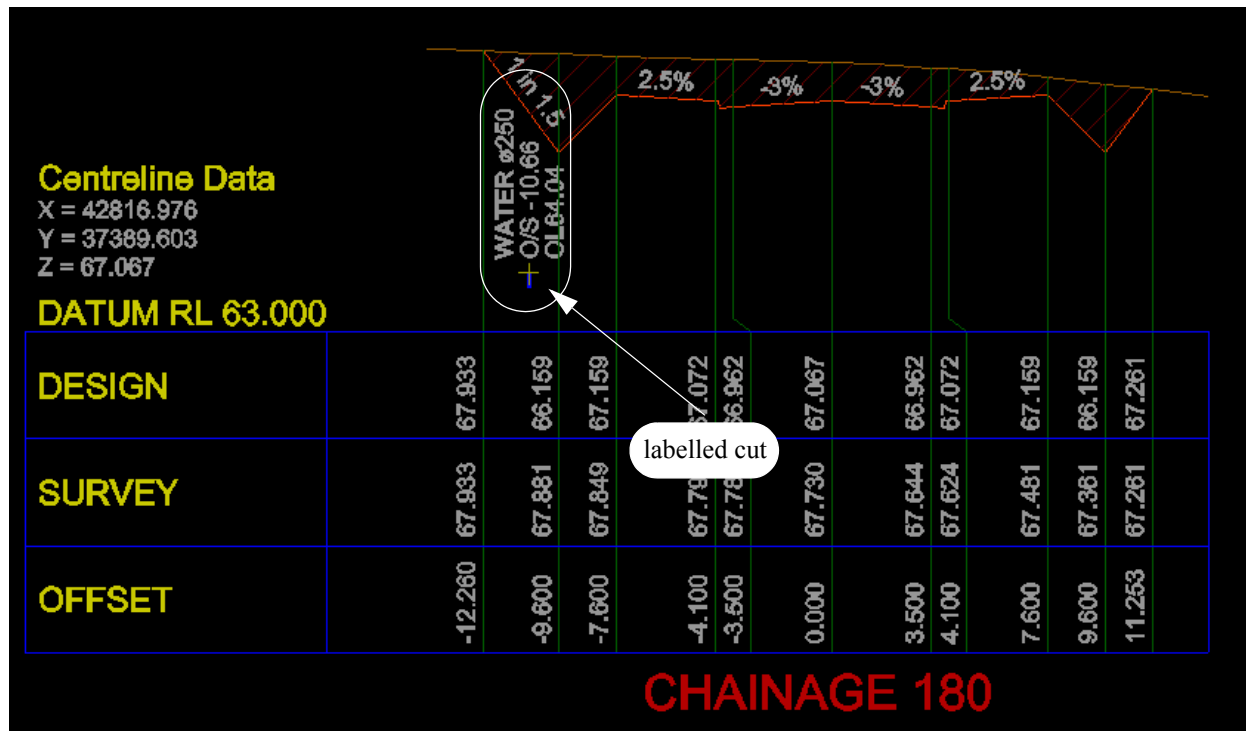 1 in 1.5
2.5%
-3%
-3%
2.5%
WATER ø250
O/S -10.66
OL64.04
Centreline Data
X = 42816.976
Y = 37389.603
Z = 67.067
DATUM RL 63.000
DESIGN
67.933 66.159 67.159 67.072 66.962 67.067 66.962 67.072 67.159 66.159 67.261
labelled cut
SURVEY
67.933 67.881 67.849 67.730 67.644 67.624 67.481 67.361 67.261
OFFSET
-12.260 -9.600 -7.600 -4.100 -3.500 0.000 3.500 4.100 7.600 9.600 11.253
CHAINAGE 180